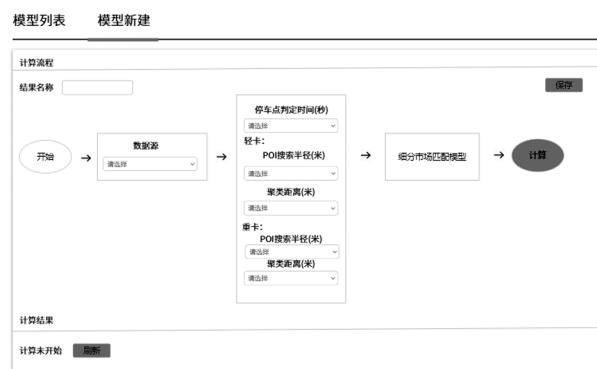 模型列表 模型新建
计算流程
结果名称
保存
停车点判定时间(秒)
请选择
轻卡：
POI搜索半径(米)
请选择
聚类距离(米)
请选择
重卡：
POI搜索半径(米)
请选择
聚类距离(米)
请选择
开始
数据源
请选择
细分市场匹配模型
计算
计算结果
计算未开始 刷新